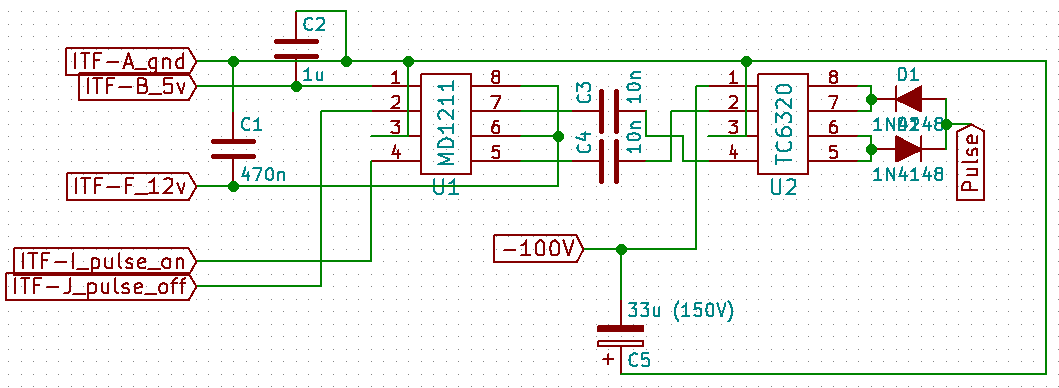 C2
ITF-A_gnd
1u
ITF-B_5v
C1
470n
ITF-F_12v
ITF-I_pulse_on
ITF-J_pulse_off
1
2
3
4
MD1211
8
7
6
5
U1
C3
10n
C4
10n
1
2
3
4
TC6320
8
7
6
5
U2
D1
1N4148
1N4148
Pulse
-100V
33u (150V)
+
C5